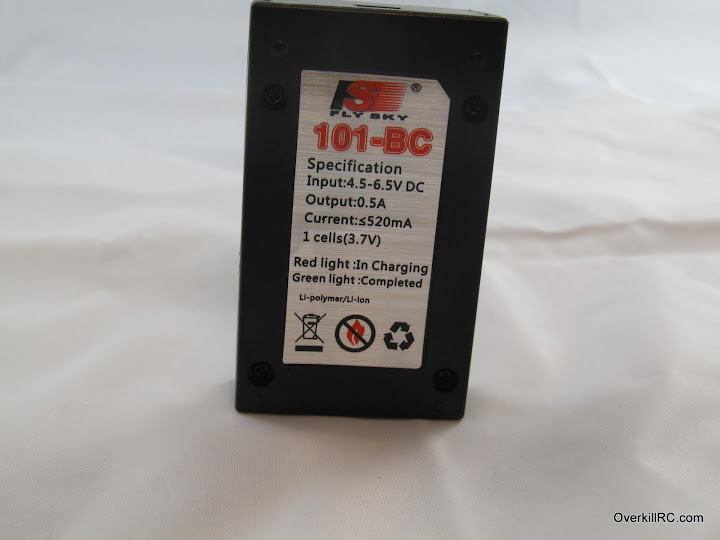 FS®
FLY SKY
101-BC
Specification
Input:4.5-6.5V DC
Output:0.5A
Current:≤520mA
1 cells(3.7V)
Red light :In Charging
Green light :Completed
Li-polymer/Li-Ion
OverkillRC.com